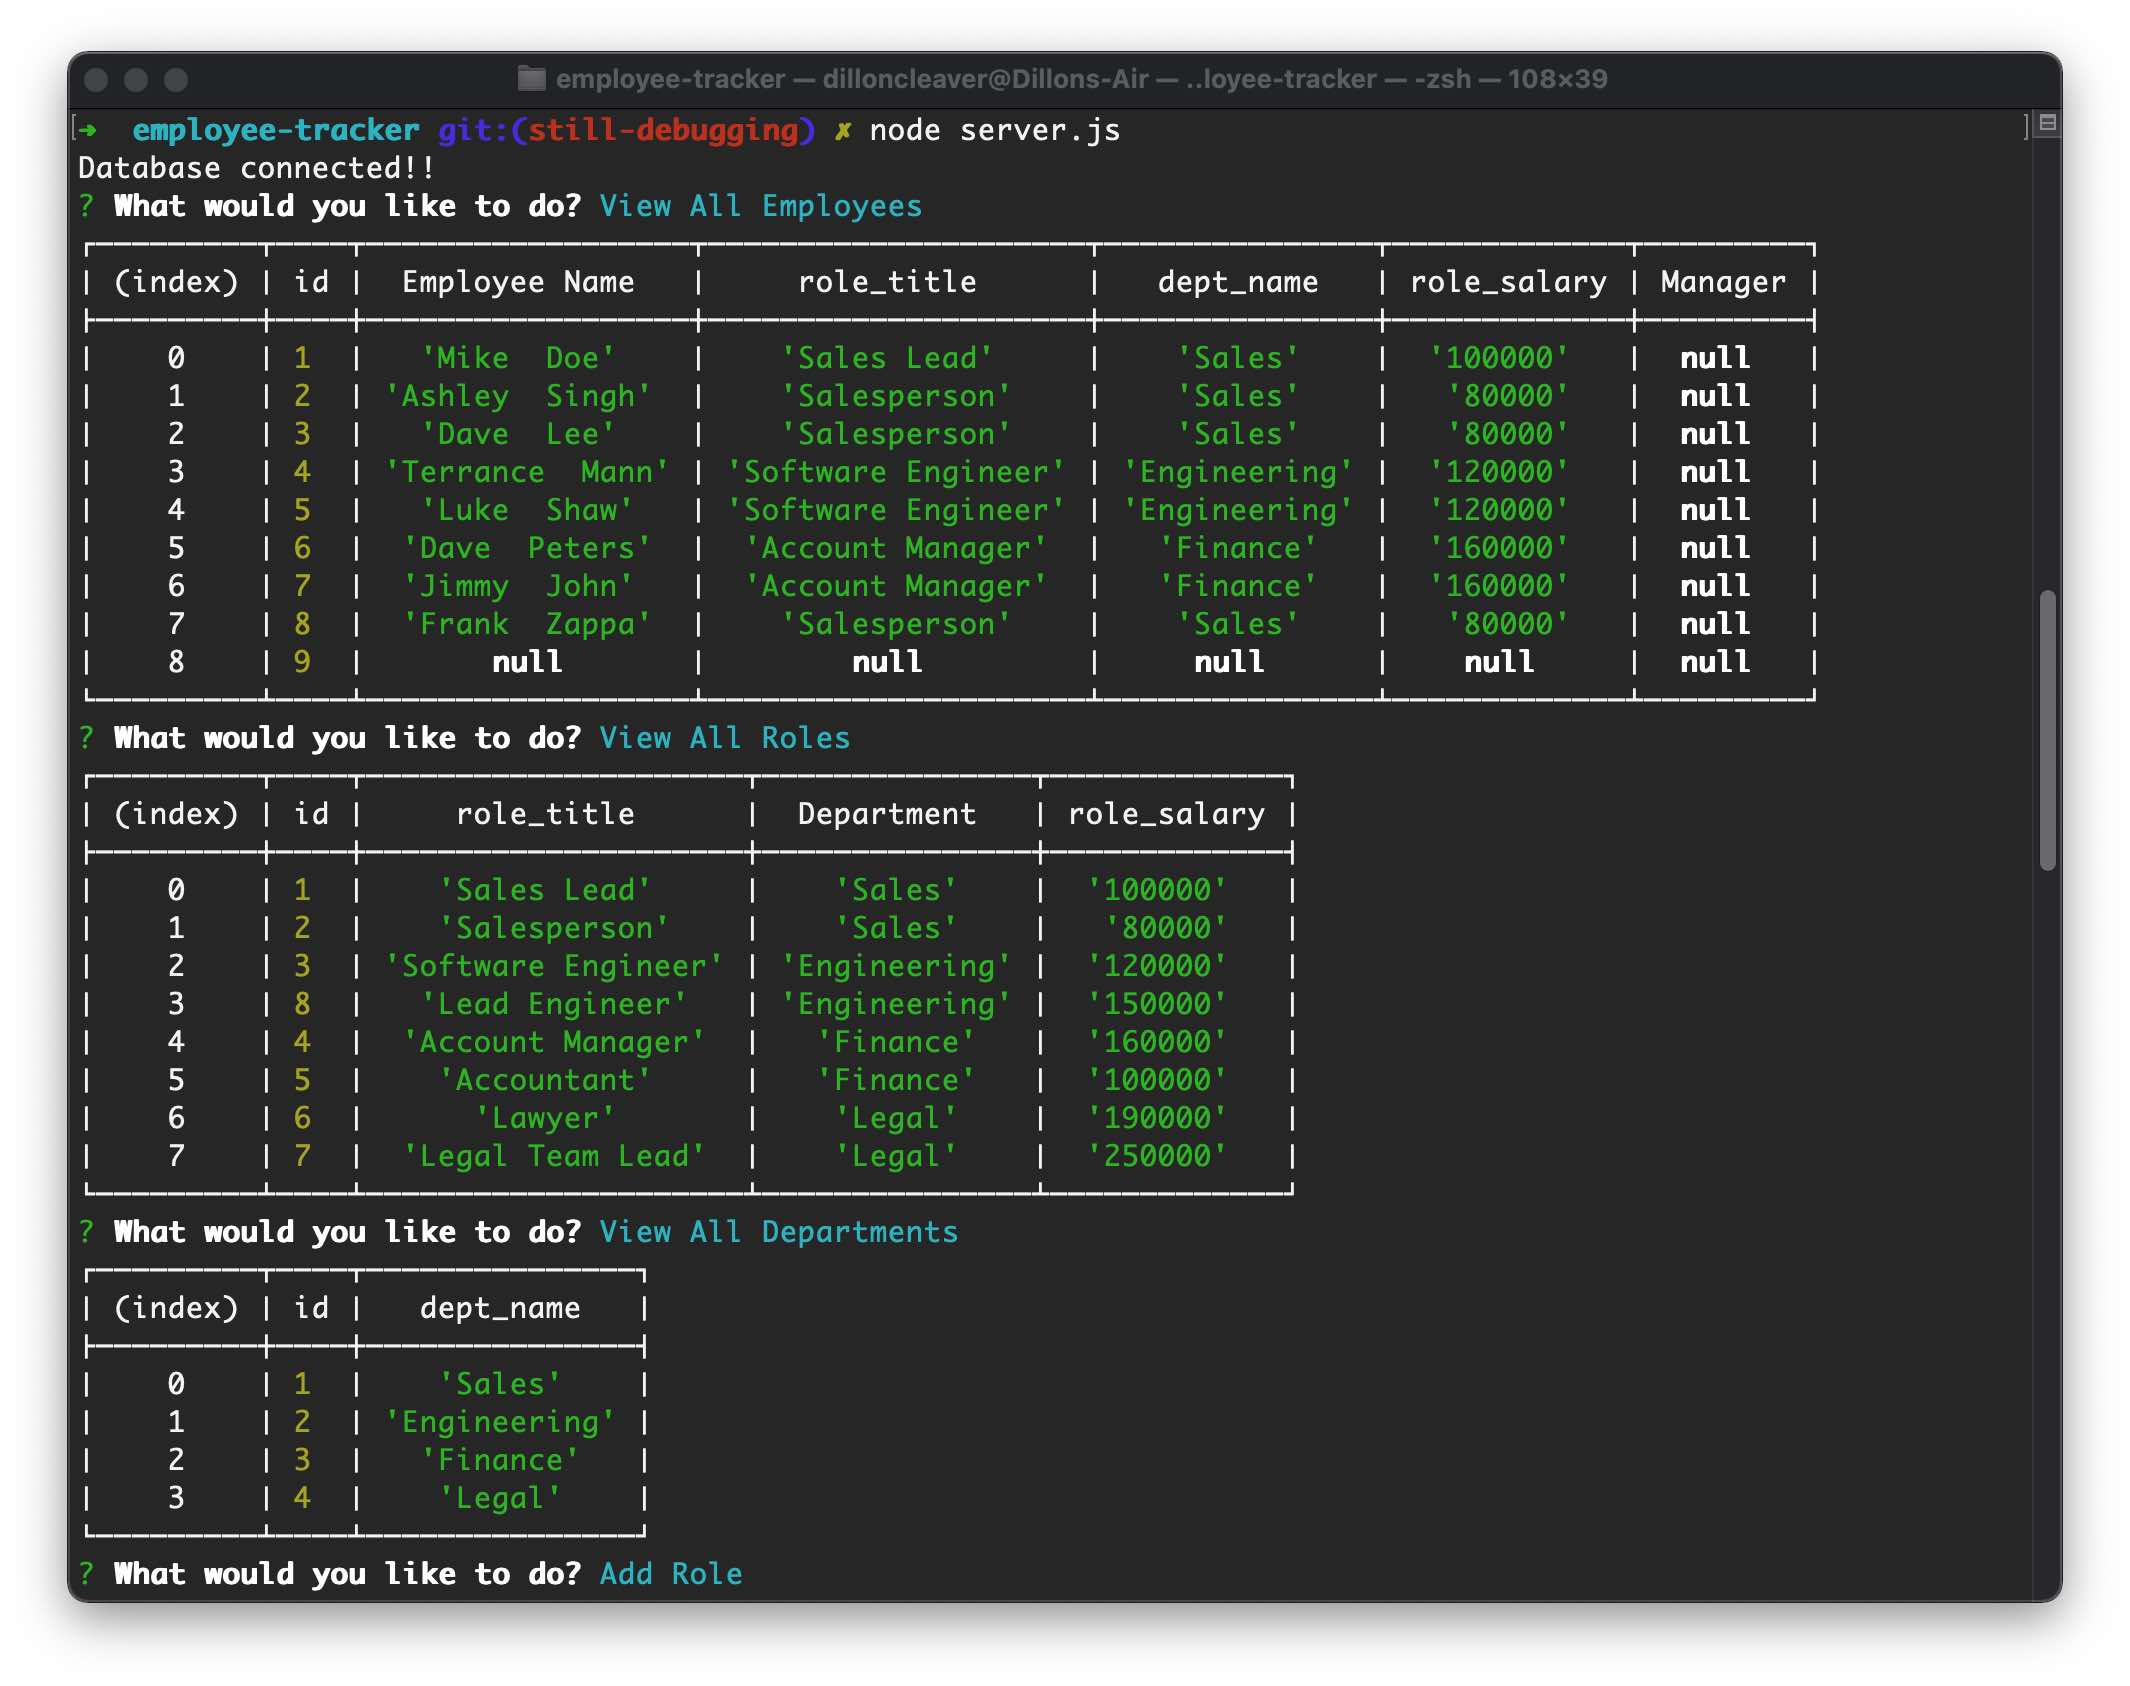 employee-tracker — dilloncleaver@Dillons-Air — ..loyee-tracker — -zsh — 108×39
[➜  employee-tracker git:(still-debugging) ✗ node server.js ]
Database connected!!
? What would you like to do? View All Employees
┌─────────┬────┬──────────────────┬─────────────────────┬───────────────┬─────────────┬─────────┐
│ (index) │ id │  Employee Name   │     role_title      │   dept_name   │ role_salary │ Manager │
├─────────┼────┼──────────────────┼─────────────────────┼───────────────┼─────────────┼─────────┤
│    0    │ 1  │   'Mike  Doe'    │    'Sales Lead'     │    'Sales'    │  '100000'   │  null   │
│    1    │ 2  │ 'Ashley  Singh'  │    'Salesperson'    │    'Sales'    │   '80000'   │  null   │
│    2    │ 3  │   'Dave  Lee'    │    'Salesperson'    │    'Sales'    │   '80000'   │  null   │
│    3    │ 4  │ 'Terrance  Mann' │ 'Software Engineer' │ 'Engineering' │  '120000'   │  null   │
│    4    │ 5  │   'Luke  Shaw'   │ 'Software Engineer' │ 'Engineering' │  '120000'   │  null   │
│    5    │ 6  │  'Dave  Peters'  │  'Account Manager'  │   'Finance'   │  '160000'   │  null   │
│    6    │ 7  │  'Jimmy  John'   │  'Account Manager'  │   'Finance'   │  '160000'   │  null   │
│    7    │ 8  │  'Frank  Zappa'  │    'Salesperson'    │    'Sales'    │   '80000'   │  null   │
│    8    │ 9  │       null       │        null         │     null      │    null     │  null   │
└─────────┴────┴──────────────────┴─────────────────────┴───────────────┴─────────────┴─────────┘
? What would you like to do? View All Roles
┌─────────┬────┬─────────────────────┬───────────────┬─────────────┐
│ (index) │ id │     role_title      │  Department   │ role_salary │
├─────────┼────┼─────────────────────┼───────────────┼─────────────┤
│    0    │ 1  │    'Sales Lead'     │    'Sales'    │  '100000'   │
│    1    │ 2  │    'Salesperson'    │    'Sales'    │   '80000'   │
│    2    │ 3  │ 'Software Engineer' │ 'Engineering' │  '120000'   │
│    3    │ 8  │   'Lead Engineer'   │ 'Engineering' │  '150000'   │
│    4    │ 4  │  'Account Manager'  │   'Finance'   │  '160000'   │
│    5    │ 5  │    'Accountant'     │   'Finance'   │  '100000'   │
│    6    │ 6  │      'Lawyer'       │    'Legal'    │  '190000'   │
│    7    │ 7  │  'Legal Team Lead'  │    'Legal'    │  '250000'   │
└─────────┴────┴─────────────────────┴───────────────┴─────────────┘
? What would you like to do? View All Departments
┌─────────┬────┬───────────────┐
│ (index) │ id │   dept_name   │
├─────────┼────┼───────────────┤
│    0    │ 1  │    'Sales'    │
│    1    │ 2  │ 'Engineering' │
│    2    │ 3  │   'Finance'   │
│    3    │ 4  │    'Legal'    │
└─────────┴────┴───────────────┘
? What would you like to do? Add Role